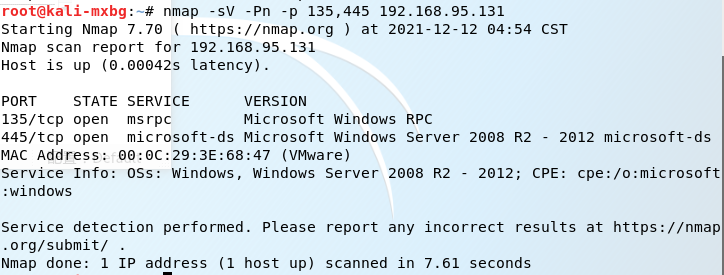 root@kali-mxbg:~# nmap -sV -Pn -p 135,445 192.168.95.131
Starting Nmap 7.70 ( https://nmap.org ) at 2021-12-12 04:54 CST
Nmap scan report for 192.168.95.131
Host is up (0.00042s latency).

PORT    STATE SERVICE      VERSION
135/tcp open  msrpc        Microsoft Windows RPC
445/tcp open  microsoft-ds Microsoft Windows Server 2008 R2 - 2012 microsoft-ds
MAC Address: 00:0C:29:3E:68:47 (VMware)
Service Info: OSs: Windows, Windows Server 2008 R2 - 2012; CPE: cpe:/o:microsoft
:windows

Service detection performed. Please report any incorrect results at https://nmap
.org/submit/ .
Nmap done: 1 IP address (1 host up) scanned in 7.61 seconds